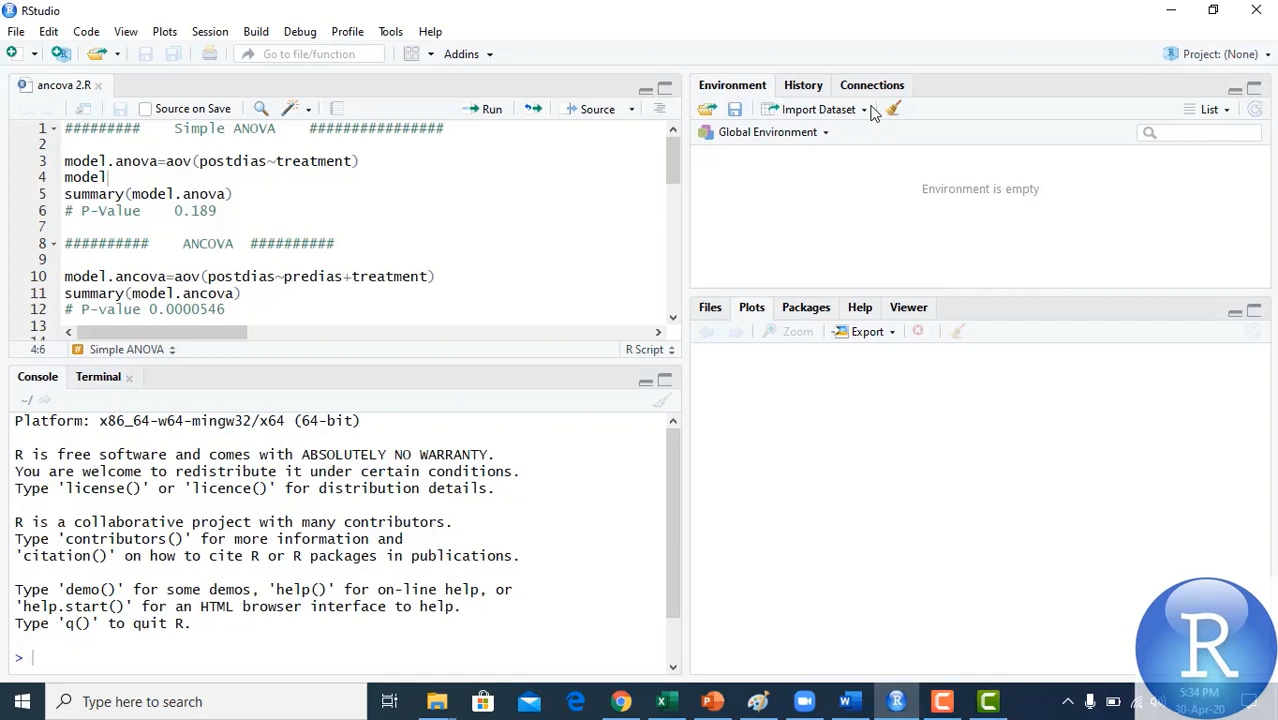 RStudio
File Edit Code View Plots Session Build Debug Profile Tools Help
Go to file/function Addins Project: (None)
ancova 2.R
Source on Save Run Source
1 ######### Simple ANOVA ###############
2
3 model.anova=aov(postdias~treatment)
4 model
5 summary(model.anova)
6 # P-Value 0.189
7
8 ########## ANCOVA ##########
10 model.ancova=aov(postdias~predias+treatment)
11 summary(model.ancova)
12 # P-value 0.0000546
13
4:6 Simple ANOVA R Script
Console Terminal
~/
Platform: x86_64-w64-mingw32/x64 (64-bit)
R is free software and comes with ABSOLUTELY NO WARRANTY.
You are welcome to redistribute it under certain conditions.
Type 'license()' or 'licence()' for distribution details.
R is a collaborative project with many contributors.
Type 'contributors()' for more information and
'citation()' on how to cite R or R packages in publications.
Type 'demo()' for some demos, 'help()' for on-line help, or
'help.start()' for an HTML browser interface to help.
Type 'q()' to quit R.
>
Environment History Connections
Import Dataset List
Global Environment
Environment is empty
Files Plots Packages Help Viewer
Zoom Export
R
Type here to search
5:34 PM
30-Apr-20